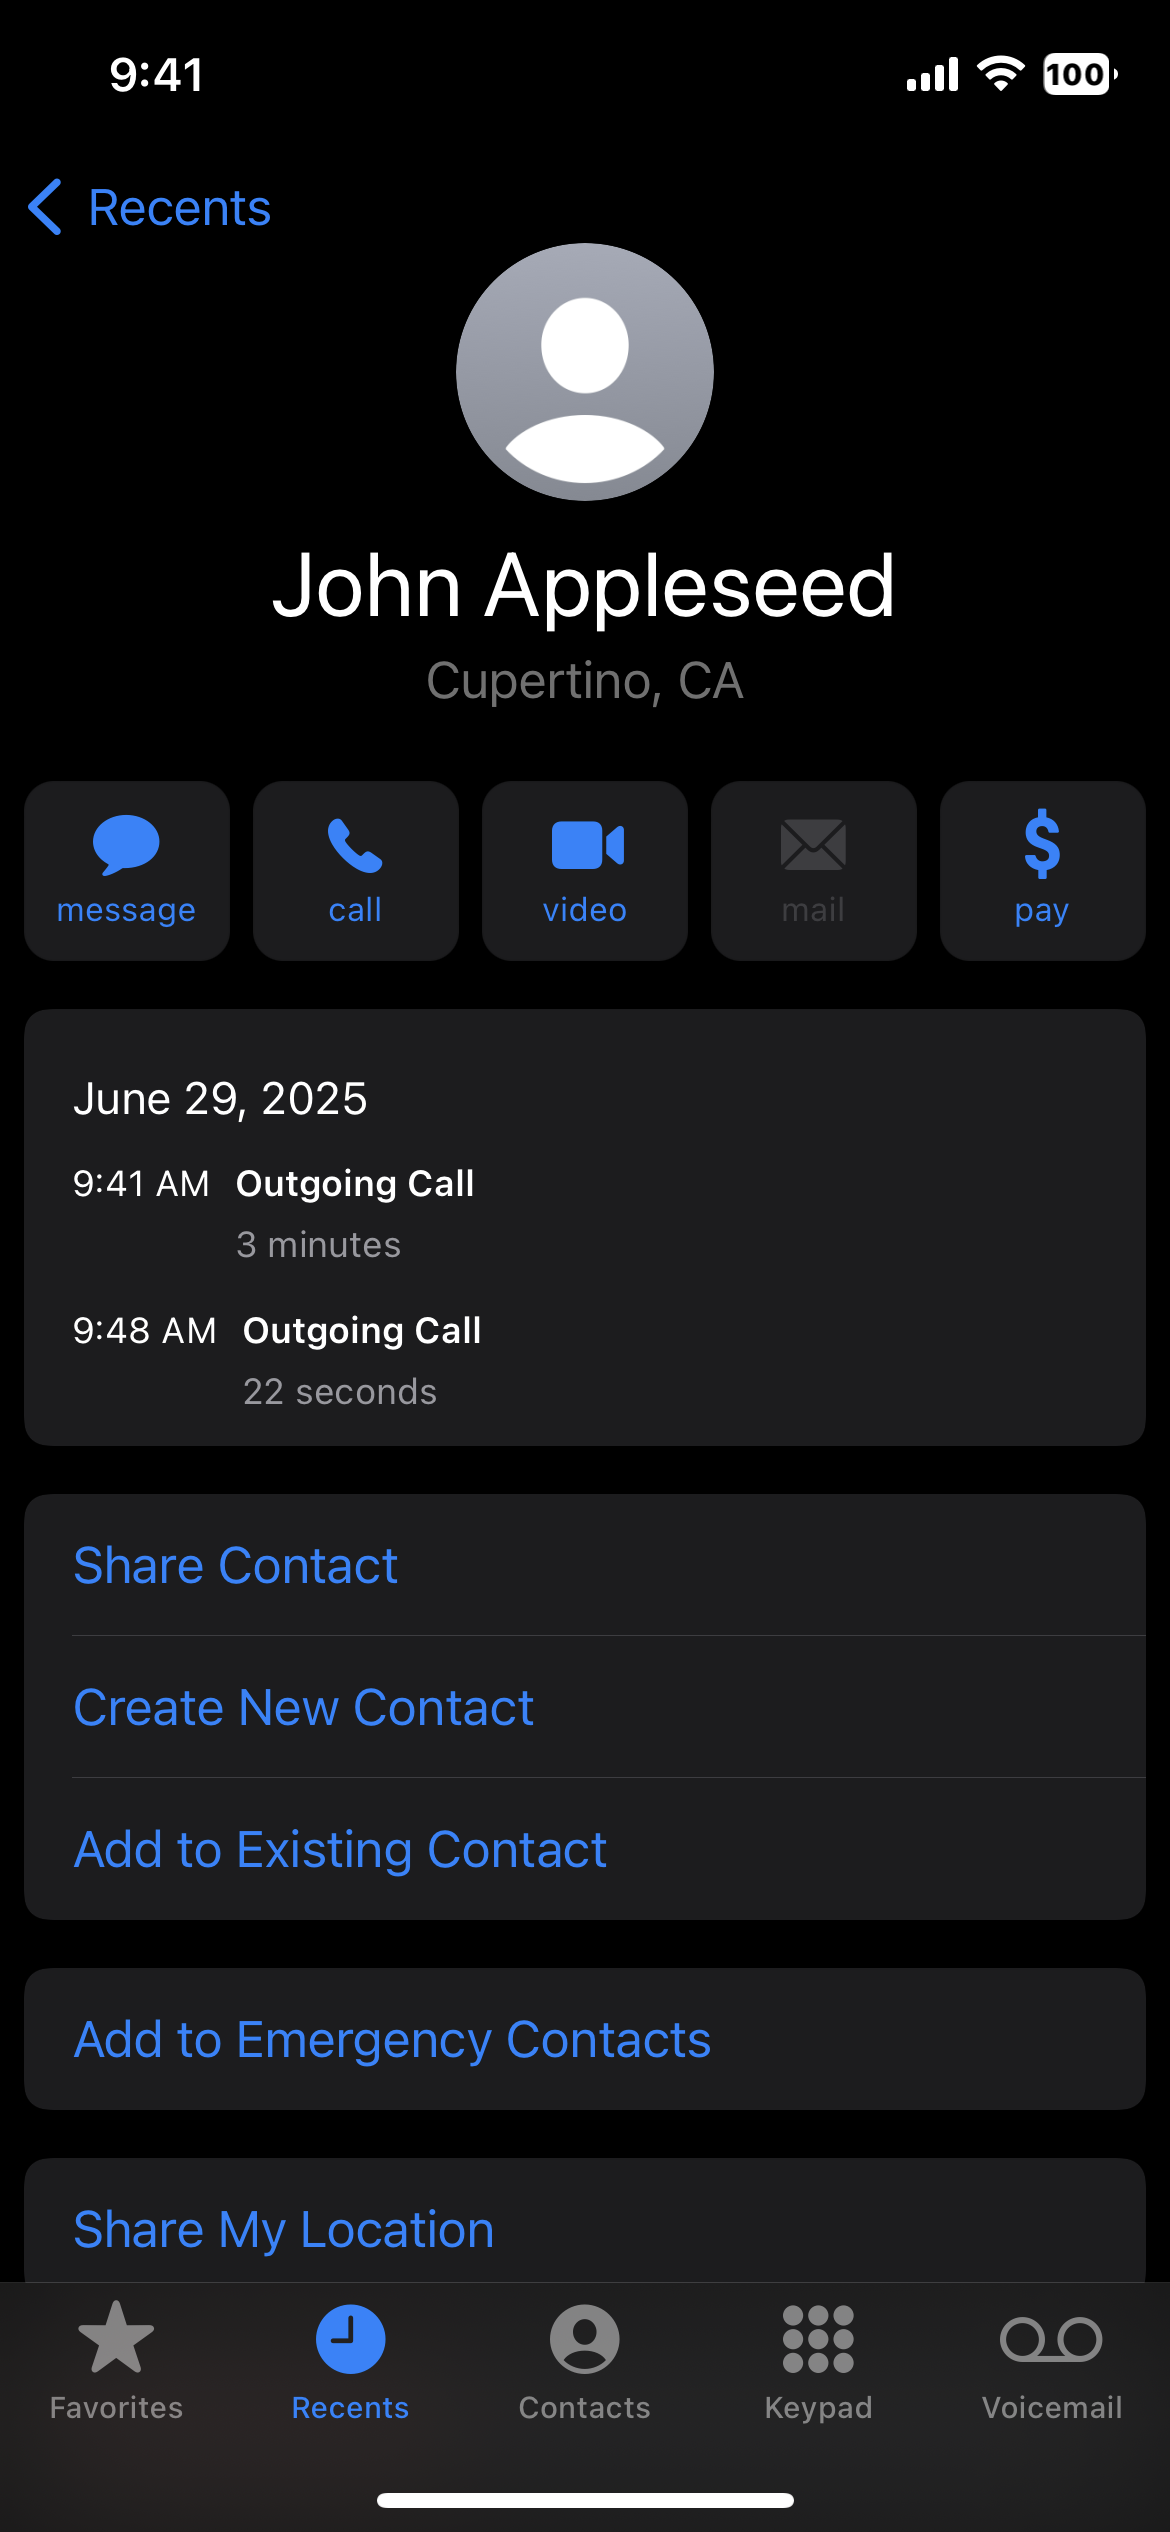 9:41
100
Recents
John Appleseed
Cupertino, CA
message
call
video
mail
pay
June 29, 2025
9:41 AM Outgoing Call
3 minutes
9:48 AM Outgoing Call
22 seconds
Share Contact
Create New Contact
Add to Existing Contact
Add to Emergency Contacts
Share My Location
Favorites
Recents
Contacts
Keypad
Voicemail